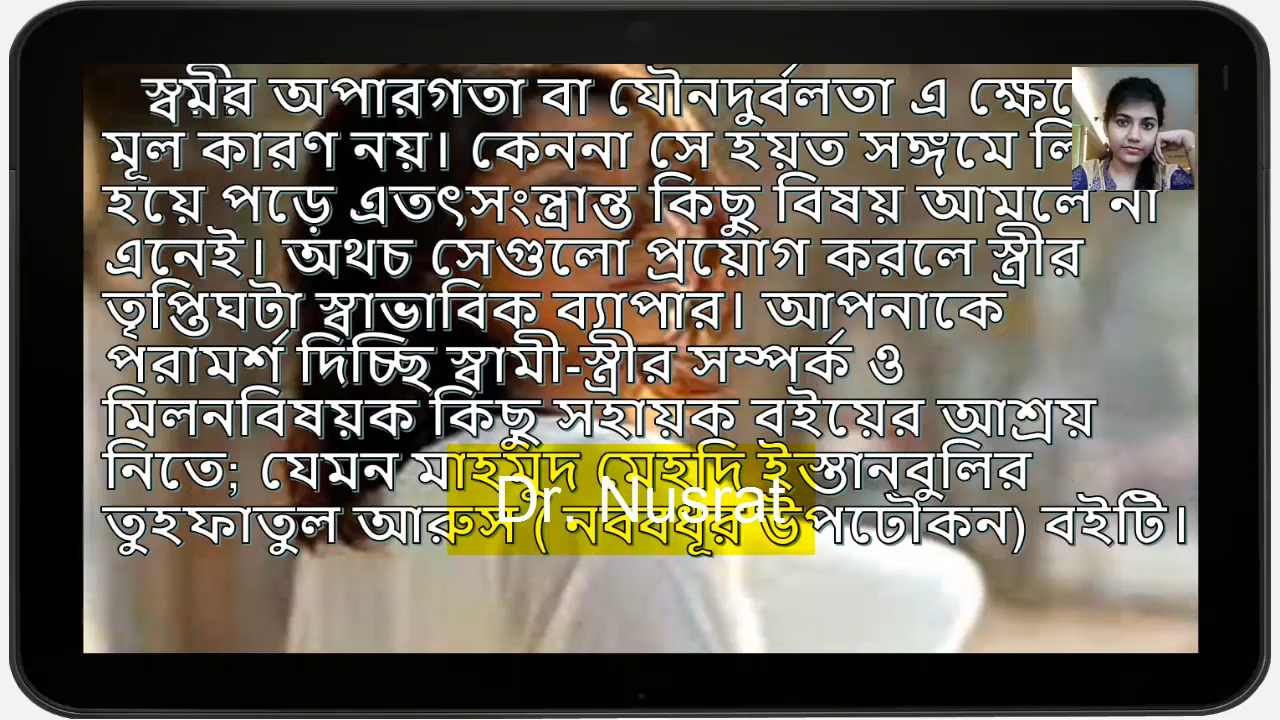 স্বমীর অপারগতা বা যৌনদুর্বলতা এ
মূল কারণ নয়। কেননা সে হয়ত সঙ্গমে
হয়ে পড়ে এতৎসংন্ত্রান্ত কিছু বিষয় আমলে না
এনেই। অথচ সেগুলো প্রয়োগ করলে স্ত্রীর
তৃপ্তিঘটা স্বাভাবিক ব্যাপার। আপনাকে
পরামর্শ দিচ্ছি স্বামী-স্ত্রীর সম্পর্ক ও
মিলনবিষয়ক কিছু সহায়ক বইয়ের আশ্রয়
নিতে; যেমন মাহমুদ মেহদি ইস্তানবুলির
Dr. Nusrat
তুহফাতুল আরুস ( নববধূর উপঢৌকন) বইটি।